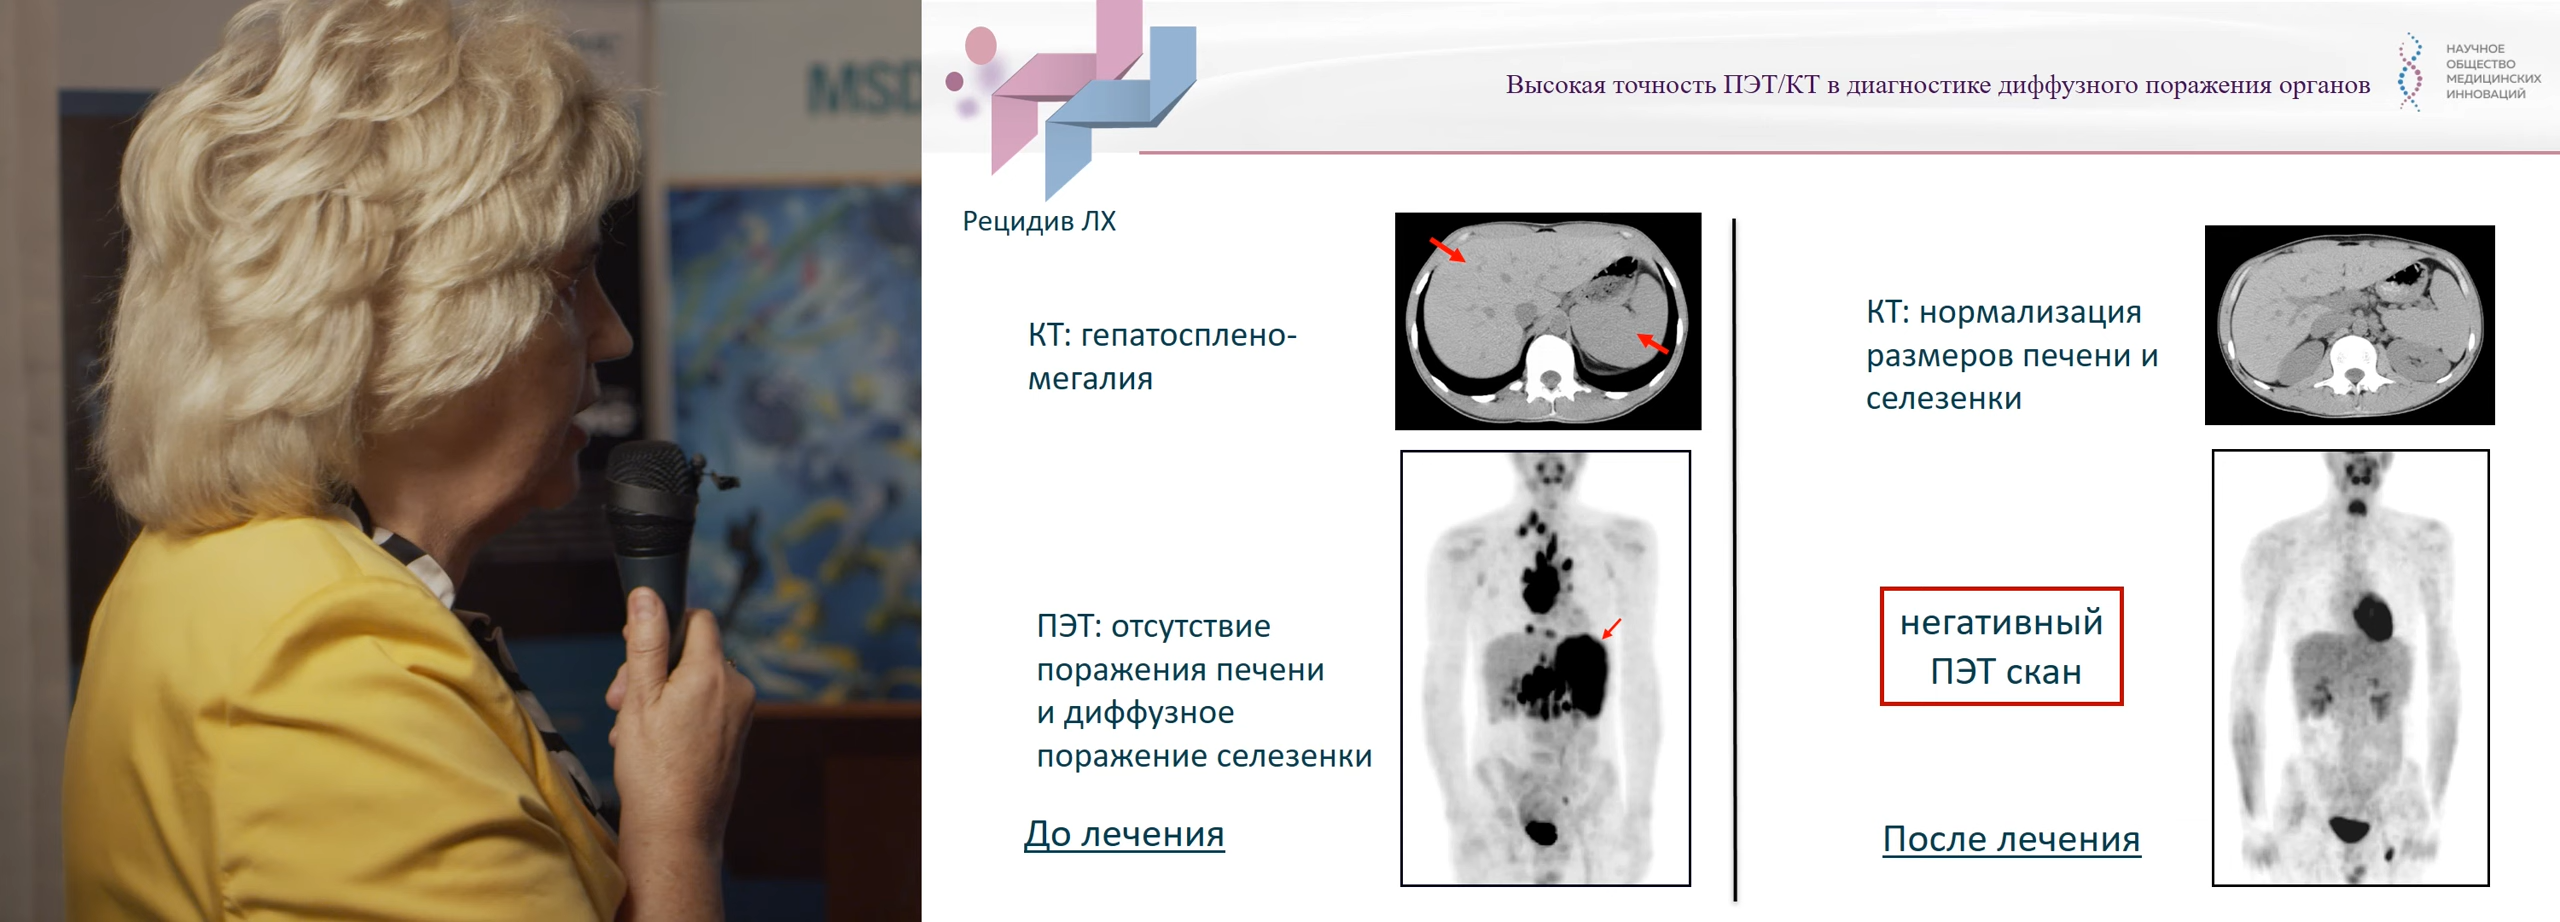 MSD
Высокая точность ПЭТ/КТ в диагностике диффузного поражения органов
НАУЧНОЕ
ОБЩЕСТВО
МЕДИЦИНСКИХ
ИННОВАЦИЙ
Рецидив ЛХ
КТ: гепатосплено-
мегалия
ПЭТ: отсутствие
поражения печени
и диффузное
поражение селезенки
До лечения
КТ: нормализация
размеров печени и
селезенки
негативный
ПЭТ скан
После лечения